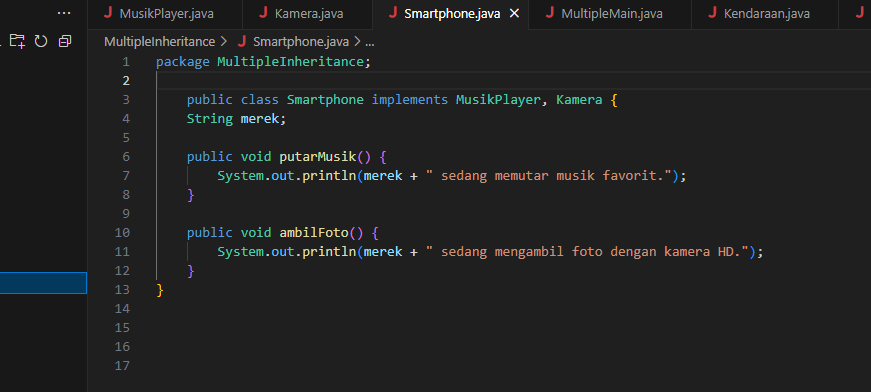 MusikPlayer.java Kamera.java Smartphone.java MultipleMain.java Kendaraan.java
MultipleInheritance > Smartphone.java > ...
1 package MultipleInheritance;
2
3 public class Smartphone implements MusikPlayer, Kamera {
4 String merek;
5
6 public void putarMusik() {
7 System.out.println(merek + " sedang memutar musik favorit.");
8 }
9
10 public void ambilFoto() {
11 System.out.println(merek + " sedang mengambil foto dengan kamera HD.");
12 }
13 }
14
15
16
17